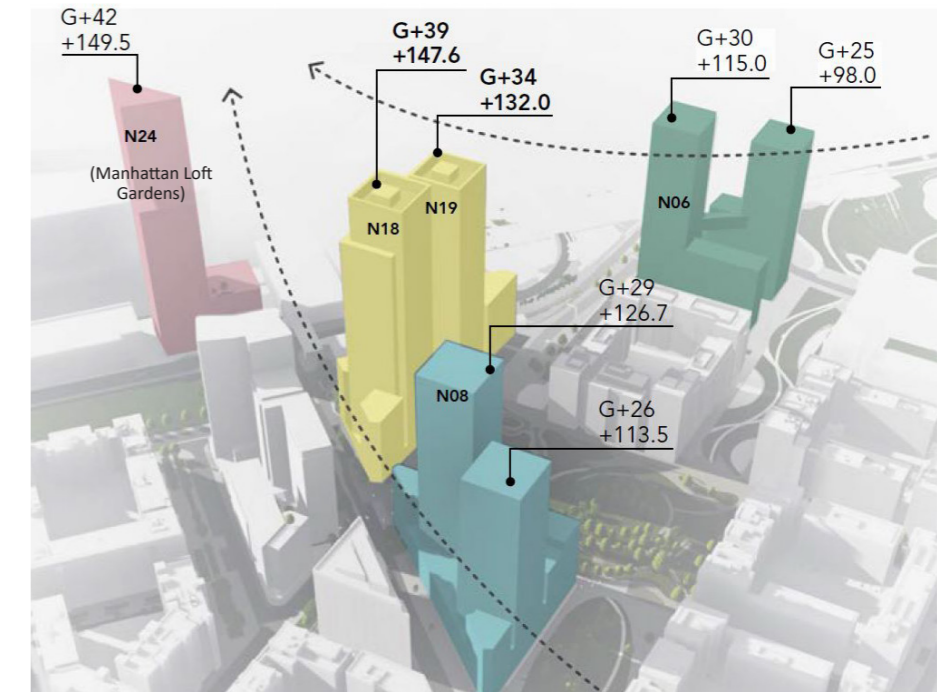 G+42
+149.5
G+39
+147.6
G+34
+132.0
G+30
+115.0
G+25
+98.0
N24
(Manhattan Loft
Gardens)
N18
N19
N06
G+29
+126.7
N08
G+26
+113.5